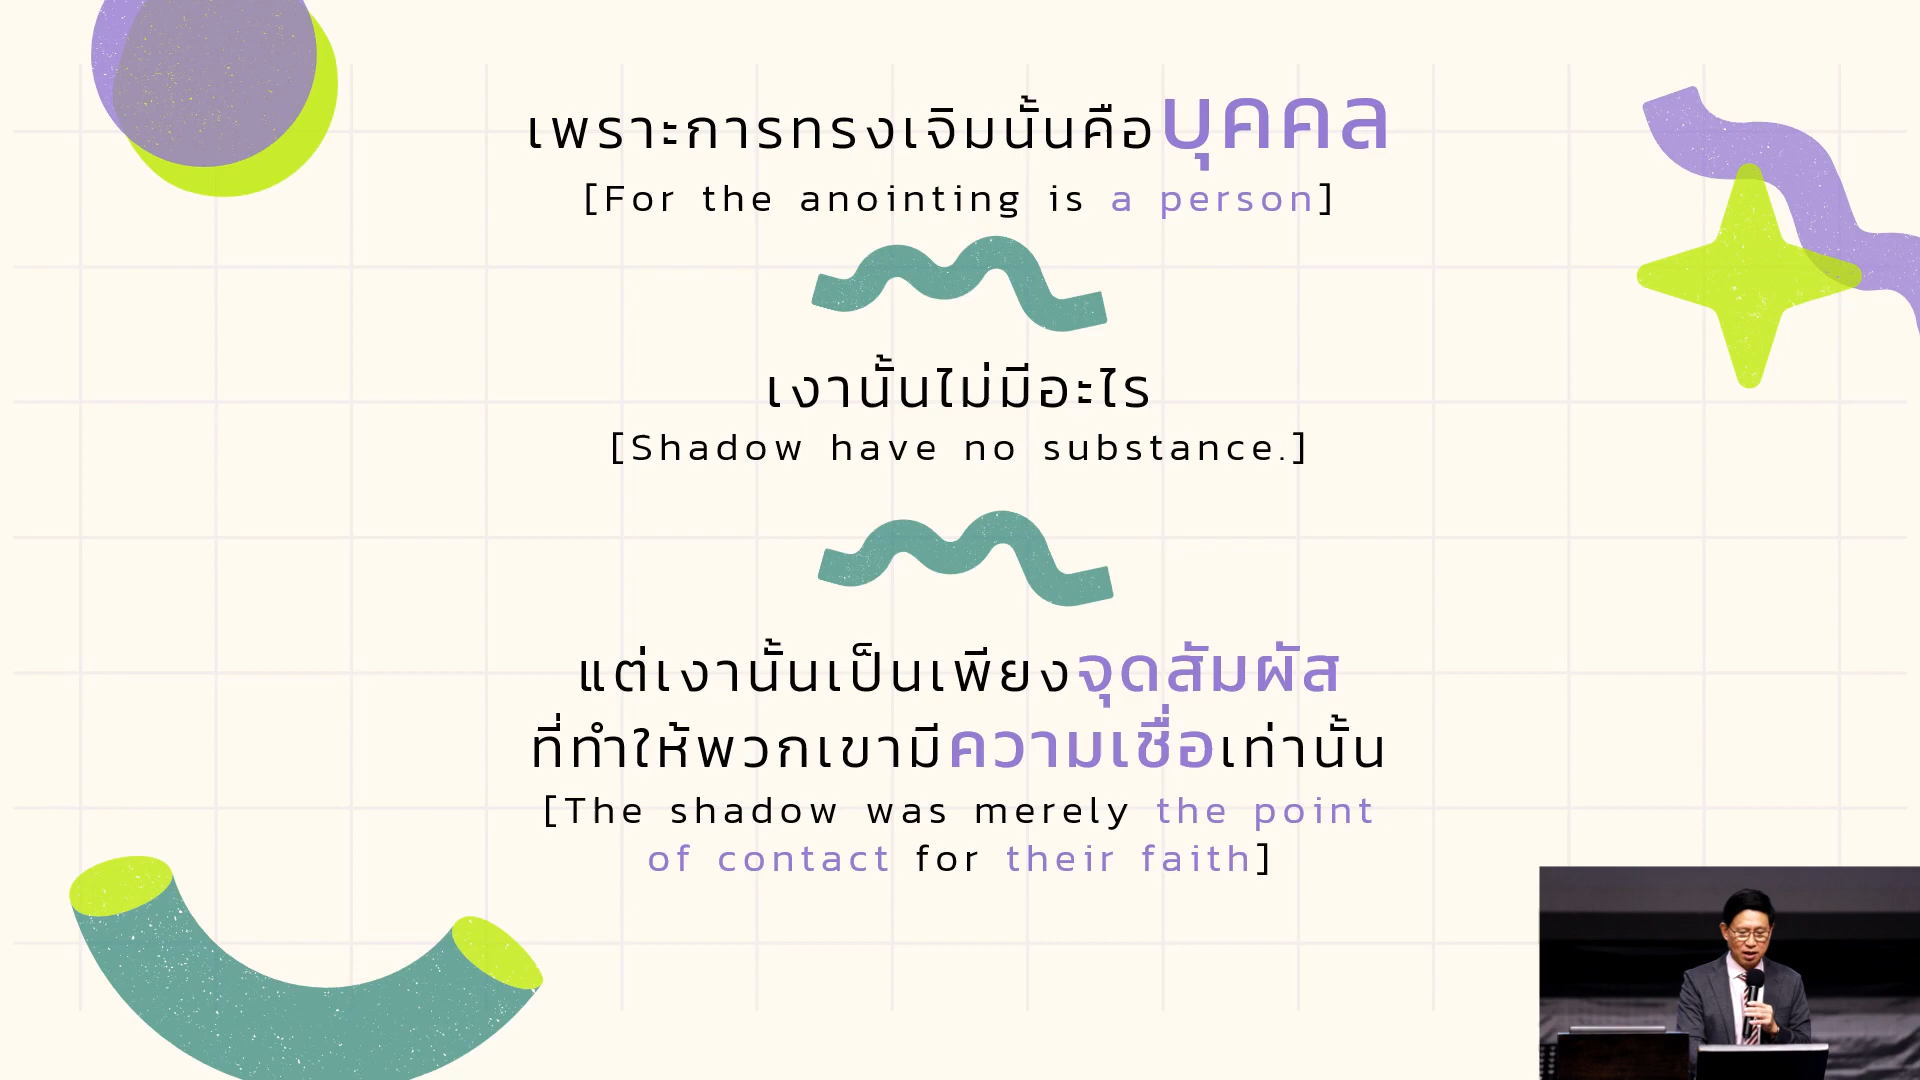 เพราะการทรงเจิมนั้นคือบุคคล
[For the anointing is a person]
เงานั้นไม่มีอะไร
[Shadow have no substance.]
แต่เงานั้นเป็นเพียงจุดสัมผัส
ที่ทำให้พวกเขามีความเชื่อเท่านั้น
[The shadow was merely the point
of contact for their faith]